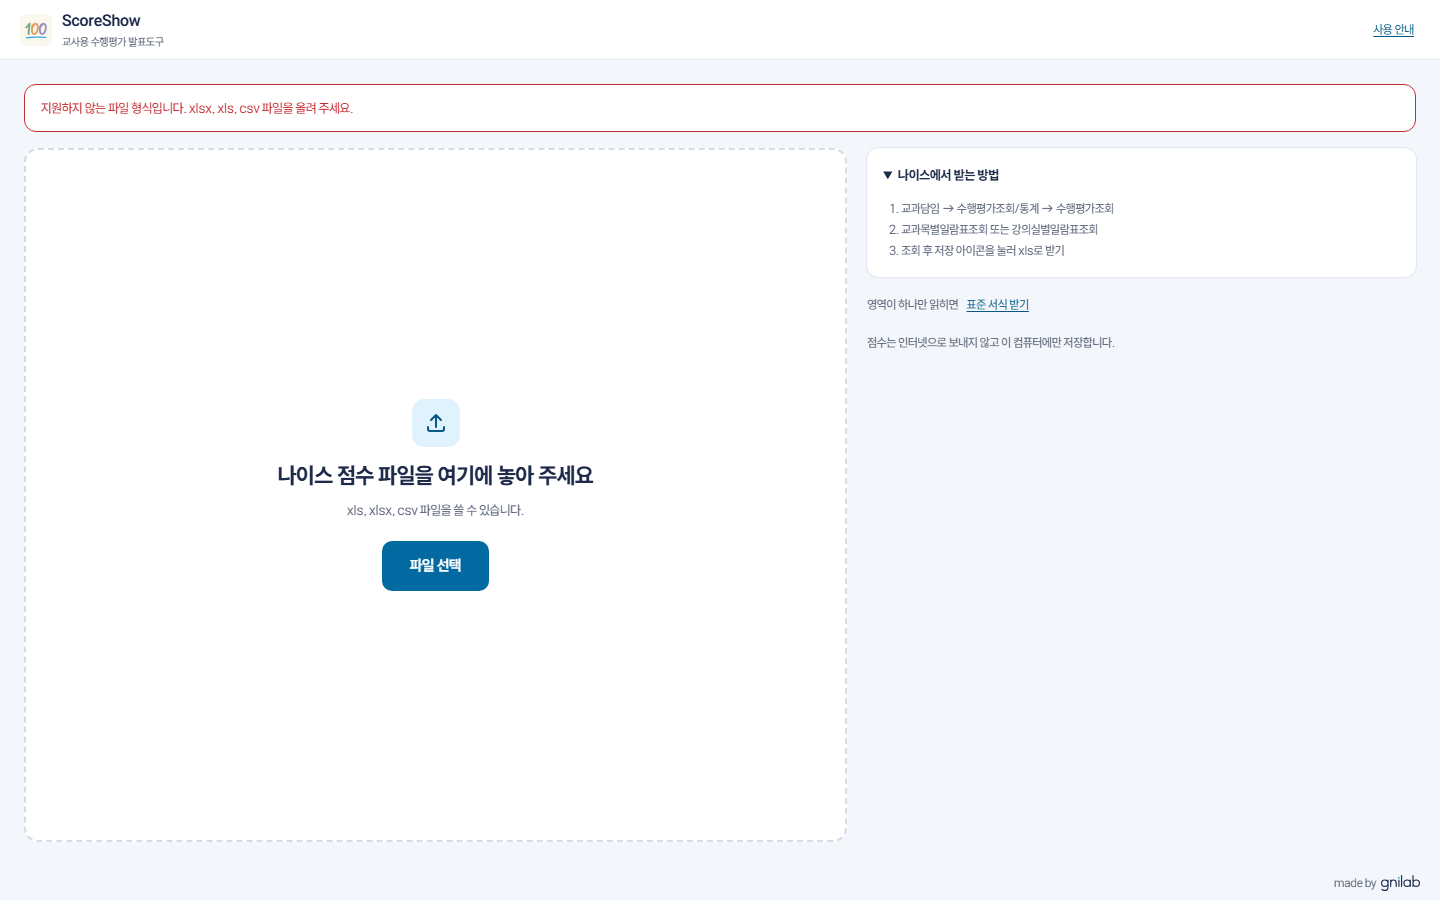 100
ScoreShow
교사용 수행평가 발표도구
사용 안내
지원하지 않는 파일 형식입니다. xlsx, xls, csv 파일을 올려 주세요.
나이스 점수 파일을 여기에 놓아 주세요
xls, xlsx, csv 파일을 쓸 수 있습니다.
파일 선택
▼ 나이스에서 받는 방법
1. 교과담임 → 수행평가조회/통계 → 수행평가조회
2. 교과목별일람표조회 또는 강의실별일람표조회
3. 조회 후 저장 아이콘을 눌러 xls로 받기
영역이 하나만 읽히면 표준 서식 받기
점수는 인터넷으로 보내지 않고 이 컴퓨터에만 저장합니다.
made by gnilab